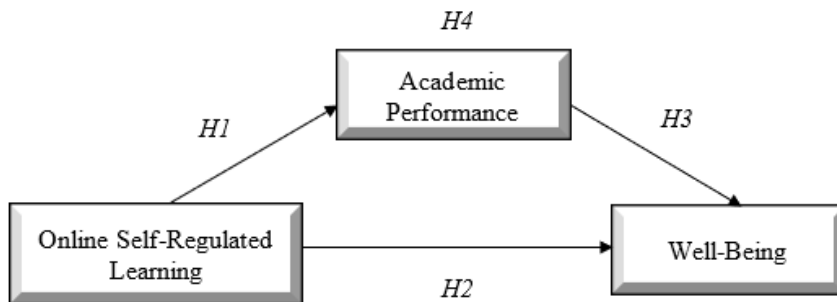 H4
Academic
Performance
H1
H3
Online Self-Regulated
Learning
Well-Being
H2